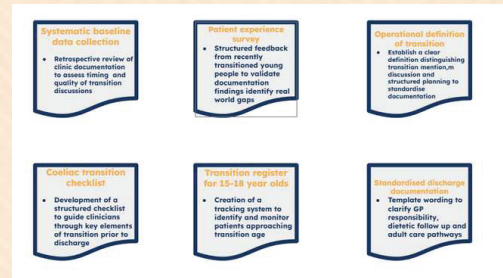 Systematic baseline
data collection
• Retrospective review of
clinic documentation
to assess timing and
quality of transition
discussions
Patient experience
survey
• Structured feedback
from recently
transitioned young
people to validate
documentation
findings identify real
world gaps
Operational definition
of transition
• Establish a clear
definition distinguishing
transition mention,m
discussion and
structured planning to
standardise
documentation
Coeliac transition
checklist
• Development of a
structured checklist
to guide clinicians
through key elements
of transition prior to
discharge
Transition register
for 15-18 year olds
• Creation of a
tracking system to
identify and monitor
patients approaching
transition age
Standardised discharge
documentation
• Template wording to
clarify GP
responsibility,
dietetic follow up and
adult care pathways